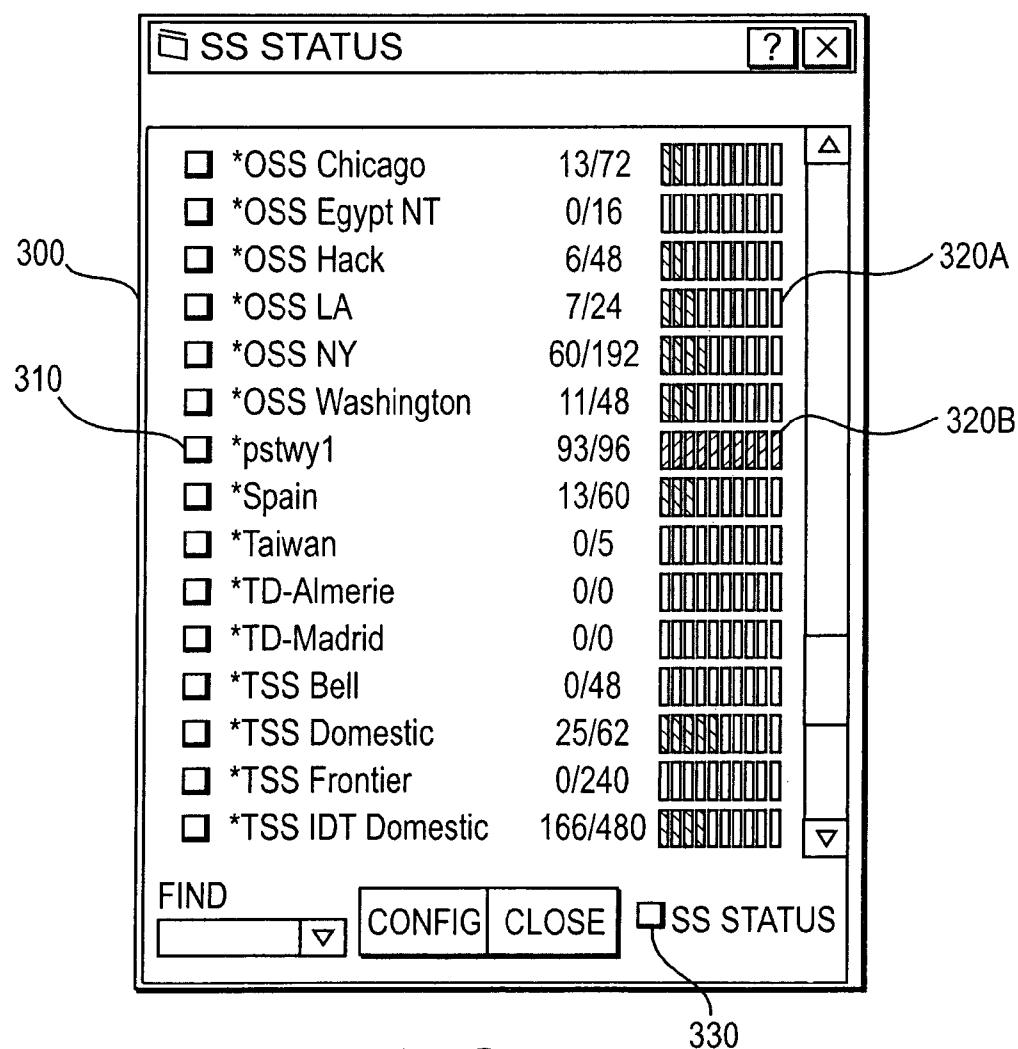 SS STATUS ? X
*OSS Chicago 13/72
*OSS Egypt NT 0/16
*OSS Hack 6/48
300 320A
*OSS LA 7/24
*OSS NY 60/192
310
*OSS Washington 11/48
320B
*pstwy1 93/96
*Spain 13/60
*Taiwan 0/5
*TD-Almerie 0/0
*TD-Madrid 0/0
*TSS Bell 0/48
*TSS Domestic 25/62
*TSS Frontier 0/240
*TSS IDT Domestic 166/480
FIND
CONFIG CLOSE SS STATUS
330